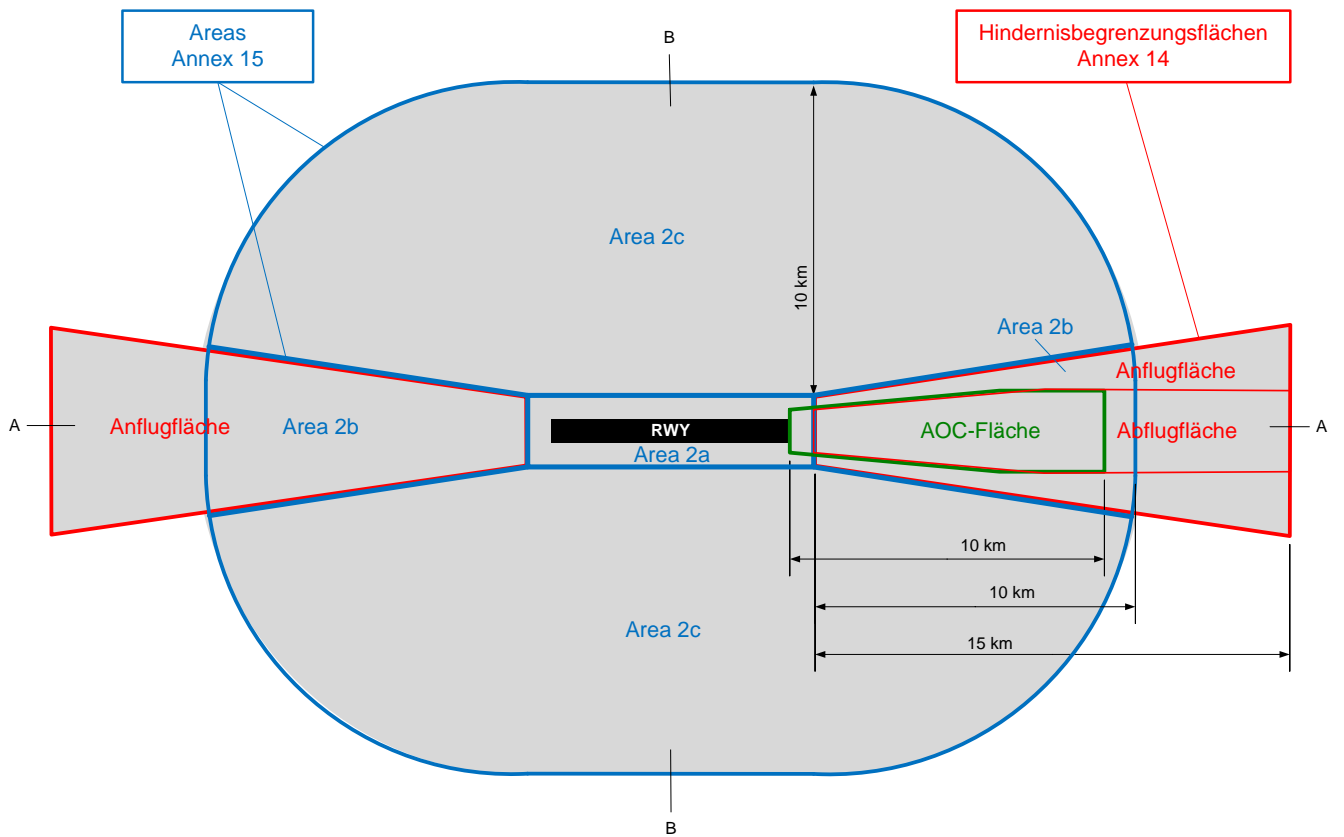 Areas
Annex 15
B
Hindernisbegrenzungsflächen
Annex 14
Area 2c
10 km
Area 2b
Anflugfläche
A
Anflugfläche
Area 2b
RWY
Area 2a
AOC-Fläche
Abflugfläche
A
10 km
10 km
Area 2c
15 km
B